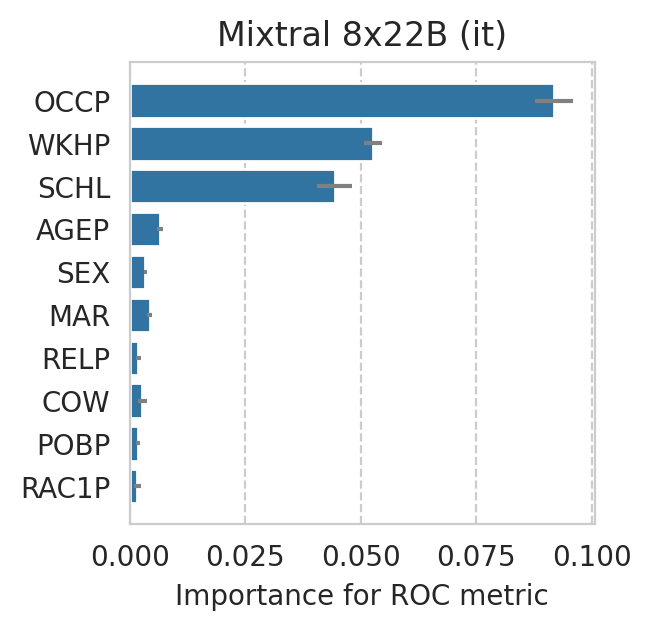 Mixtral 8x22B (it)
OCCP
WKHP
SCHL
AGEP
SEX
MAR
RELP
COW
POBP
RAC1P
0.000 0.025 0.050 0.075 0.100
Importance for ROC metric